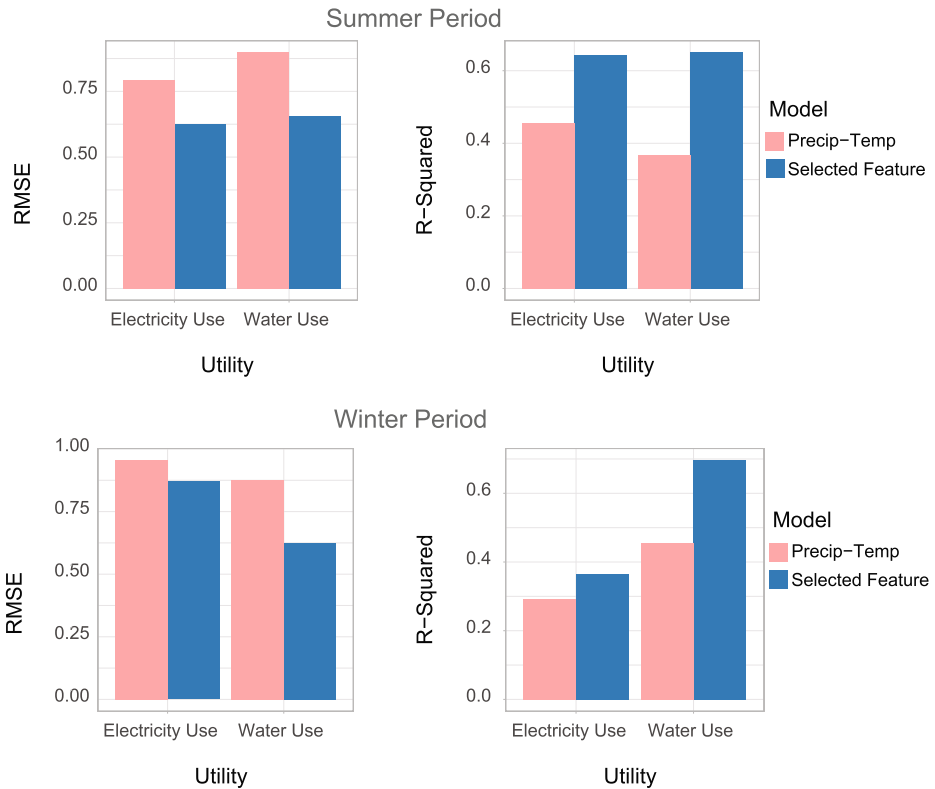 Summer Period
RMSE
0.75
0.50
0.25
0.00
Electricity Use Water Use
Utility
R−Squared
0.6
0.4
0.2
0.0
Electricity Use Water Use
Utility
Model
Precip−Temp
Selected Feature
Winter Period
RMSE
1.00
0.75
0.50
0.25
0.00
Electricity Use Water Use
Utility
R−Squared
0.6
0.4
0.2
0.0
Electricity Use Water Use
Utility
Model
Precip−Temp
Selected Feature